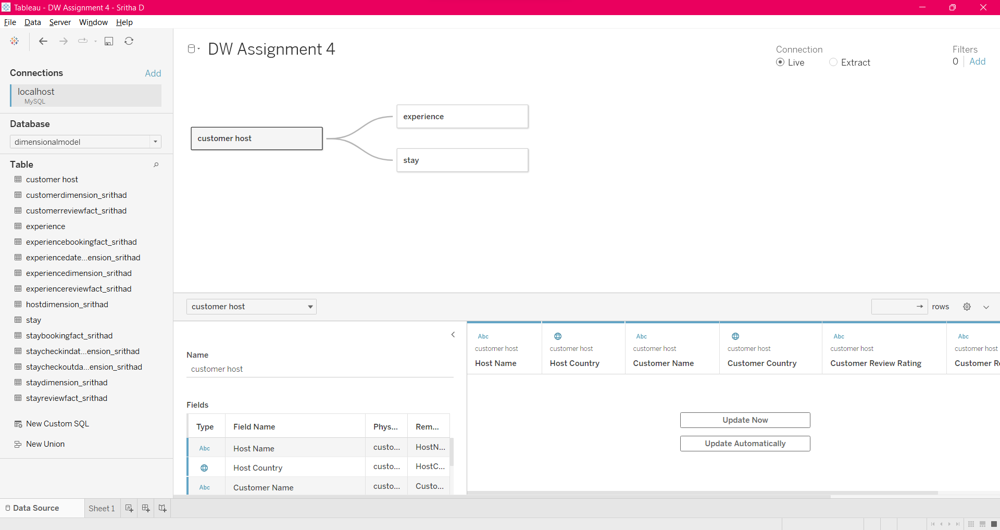 Tableau - DW Assignment 4 - Sritha D
File Data Server Window Help
Connections Add
localhost
MySQL
Database
dimensionalmodel
Table
customer host
customerdimension_srithad
customerreviewfact_srithad
experience
experiencebookingfact_srithad
experiencedate...ension_srithad
experiencedimension_srithad
experiencereviewfact_srithad
hostdimension_srithad
stay
staybookingfact_srithad
staycheckindat...ension_srithad
staycheckoutda...ension_srithad
staydimension_srithad
stayreviewfact_srithad
New Custom SQL
New Union
DW Assignment 4
Connection
Live Extract
Filters
0 Add
customer host
experience
stay
customer host
rows
Name
customer host
Fields
Type Field Name Phys... Rem...
Abc Host Name custo... HostN...
Host Country custo... HostC...
Abc Customer Name custo... Custo...
Abc Abc Abc Abc
customer host customer host customer host customer host customer host customer host
Host Name Host Country Customer Name Customer Country Customer Review Rating Customer Re
Update Now
Update Automatically
Data Source Sheet 1